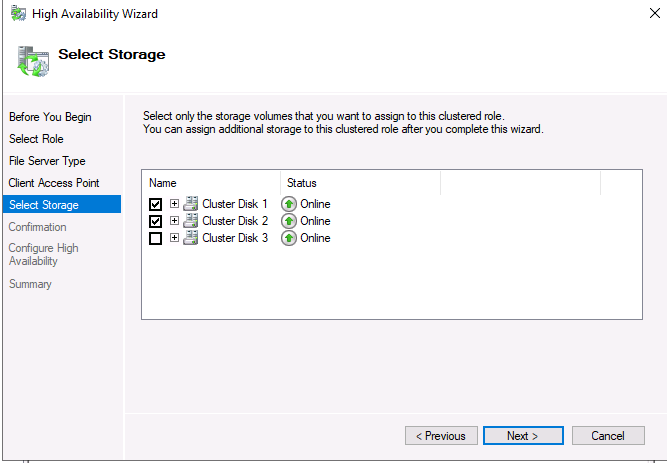 High Availability Wizard
Select Storage
Before You Begin
Select Role
File Server Type
Client Access Point
Select Storage
Confirmation
Configure High
Availability
Summary
Select only the storage volumes that you want to assign to this clustered role.
You can assign additional storage to this clustered role after you complete this wizard.
Name Status
Cluster Disk 1 Online
Cluster Disk 2 Online
Cluster Disk 3 Online
< Previous Next > Cancel